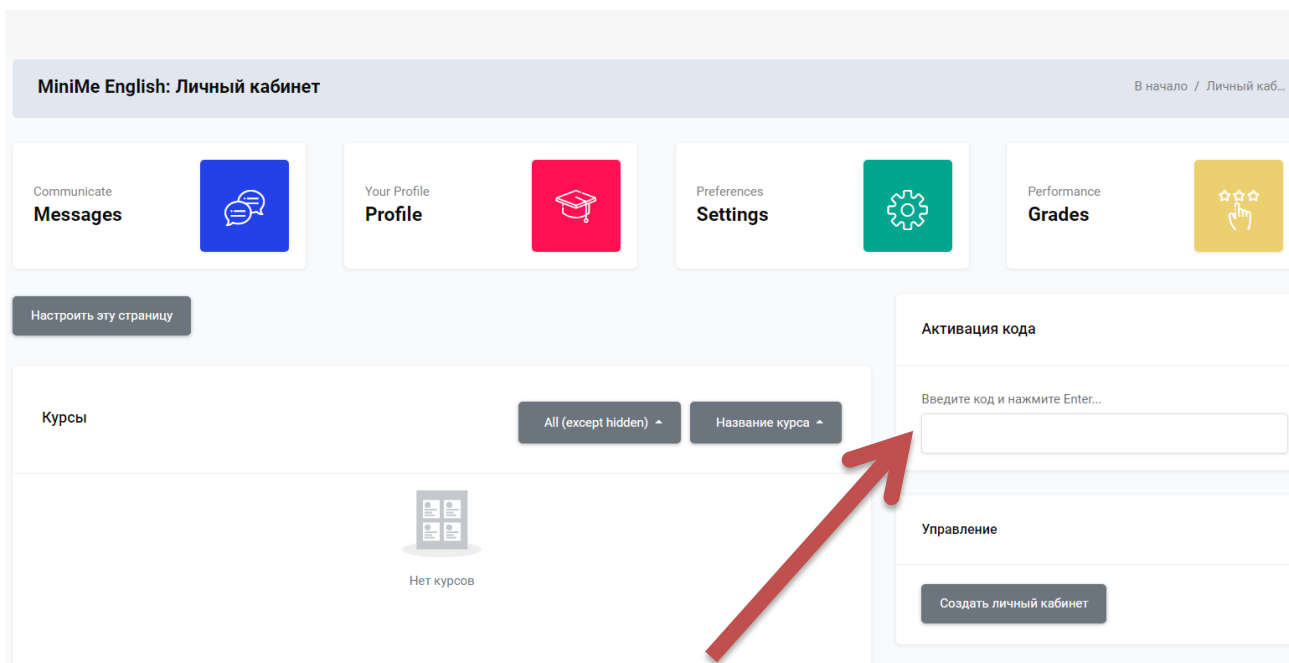 MiniMe English: Личный кабинет
В начало / Личный каб...
Communicate
Messages
Your Profile
Profile
Preferences
Settings
Performance
Grades
Настроить эту страницу
Активация кода
Введите код и нажмите Enter...
Курсы
All (except hidden)
Название курса
Нет курсов
Управление
Создать личный кабинет